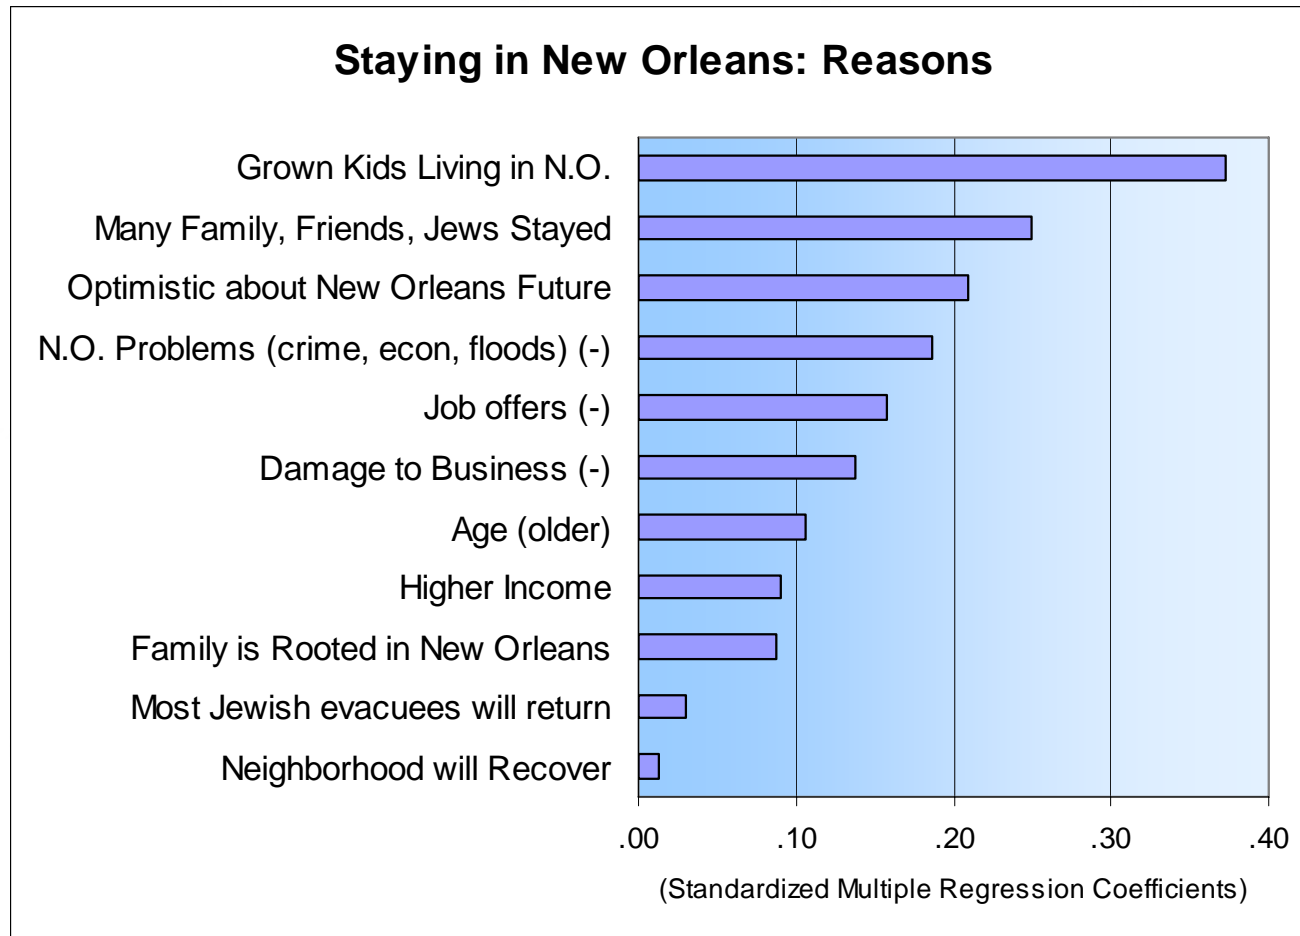 Staying in New Orleans: Reasons
Grown Kids Living in N.O.
Many Family, Friends, Jews Stayed
Optimistic about New Orleans Future
N.O. Problems (crime, econ, floods) (-)
Job offers (-)
Damage to Business (-)
Age (older)
Higher Income
Family is Rooted in New Orleans
Most Jewish evacuees will return
Neighborhood will Recover
.00 .10 .20 .30 .40
(Standardized Multiple Regression Coefficients)